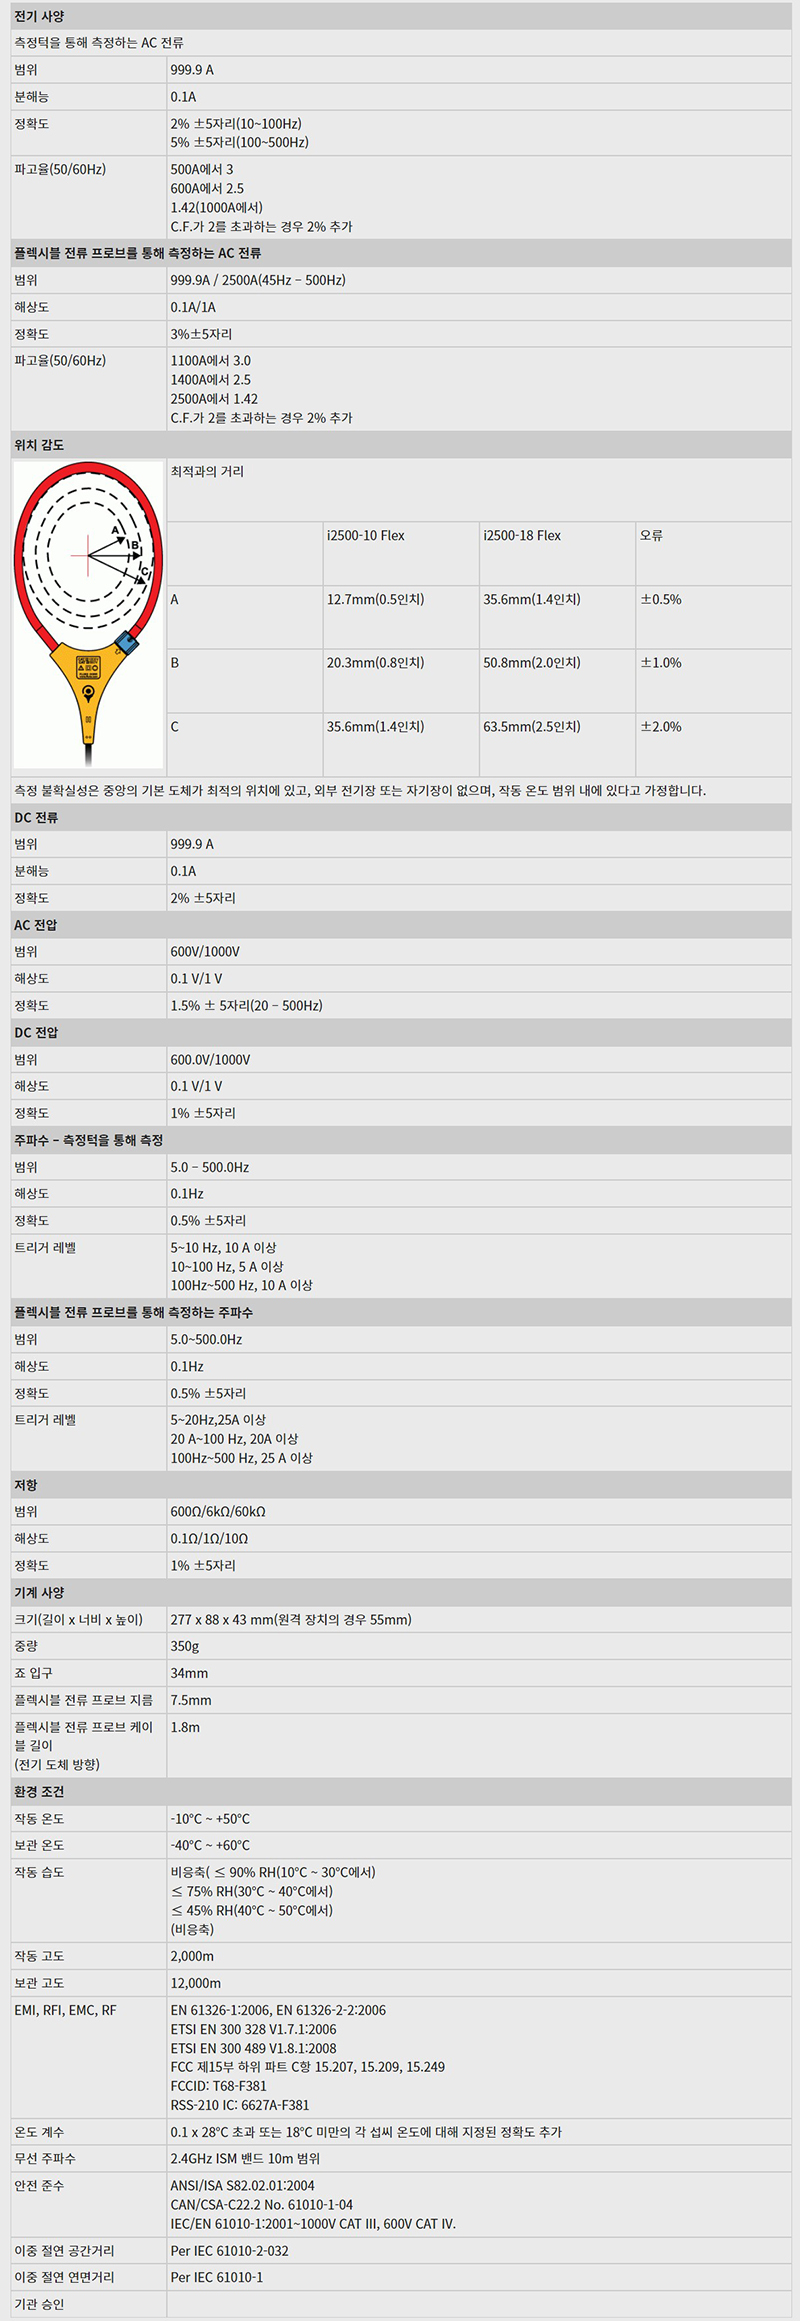 전기 사양
측정턱을 통해 측정하는 AC 전류
범위
999.9 A
분해능
0.1A
정확도
2% ±5자리(10~100Hz)
5% ±5자리(100~500Hz)
파고율(50/60Hz)
500A에서 3
600A에서 2.5
1.42(1000A에서)
C.F.가 2를 초과하는 경우 2% 추가
플렉시블 전류 프로브를 통해 측정하는 AC 전류
범위
999.9A / 2500A(45Hz – 500Hz)
해상도
0.1A/1A
정확도
3%±5자리
파고율(50/60Hz)
1100A에서 3.0
1400A에서 2.5
2500A에서 1.42
C.F.가 2를 초과하는 경우 2% 추가
위치 감도
A
B
C
최적과의 거리
i2500-10 Flex
i2500-18 Flex
오류
A
12.7mm(0.5인치)
35.6mm(1.4인치)
±0.5%
B
20.3mm(0.8인치)
50.8mm(2.0인치)
±1.0%
C
35.6mm(1.4인치)
63.5mm(2.5인치)
±2.0%
측정 불확실성은 중앙의 기본 도체가 최적의 위치에 있고, 외부 전기장 또는 자기장이 없으며, 작동 온도 범위 내에 있다고 가정합니다.
DC 전류
범위
999.9 A
분해능
0.1A
정확도
2% ±5자리
AC 전압
범위
600V/1000V
해상도
0.1 V/1 V
정확도
1.5% ± 5자리(20 – 500Hz)
DC 전압
범위
600.0V/1000V
해상도
0.1 V/1 V
정확도
1% ±5자리
주파수 – 측정턱을 통해 측정
범위
5.0 – 500.0Hz
해상도
0.1Hz
정확도
0.5% ±5자리
트리거 레벨
5~10 Hz, 10 A 이상
10~100 Hz, 5 A 이상
100Hz~500 Hz, 10 A 이상
플렉시블 전류 프로브를 통해 측정하는 주파수
범위
5.0~500.0Hz
해상도
0.1Hz
정확도
0.5% ±5자리
트리거 레벨
5~20Hz,25A 이상
20 A~100 Hz, 20A 이상
100Hz~500 Hz, 25 A 이상
저항
범위
600Ω/6kΩ/60kΩ
해상도
0.1Ω/1Ω/10Ω
정확도
1% ±5자리
기계 사양
크기(길이 x 너비 x 높이)
277 x 88 x 43 mm(원격 장치의 경우 55mm)
중량
350g
죠 입구
34mm
플렉시블 전류 프로브 지름
7.5mm
플렉시블 전류 프로브 케이
블 길이
(전기 도체 방향)
1.8m
환경 조건
작동 온도
-10°C ~ +50°C
보관 온도
-40°C ~ +60°C
작동 습도
비응축( ≤ 90% RH(10°C ~ 30°C에서)
≤ 75% RH(30°C ~ 40°C에서)
≤ 45% RH(40°C ~ 50°C에서)
(비응축)
작동 고도
2,000m
보관 고도
12,000m
EMI, RFI, EMC, RF
EN 61326-1:2006, EN 61326-2-2:2006
ETSI EN 300 328 V1.7.1:2006
ETSI EN 300 489 V1.8.1:2008
FCC 제15부 하위 파트 C항 15.207, 15.209, 15.249
FCCID: T68-F381
RSS-210 IC: 6627A-F381
온도 계수
0.1 x 28°C 초과 또는 18°C 미만의 각 섭씨 온도에 대해 지정된 정확도 추가
무선 주파수
2.4GHz ISM 밴드 10m 범위
안전 준수
ANSI/ISA S82.02.01:2004
CAN/CSA-C22.2 No. 61010-1-04
IEC/EN 61010-1:2001~1000V CAT III, 600V CAT IV.
이중 절연 공간거리
Per IEC 61010-2-032
이중 절연 연면거리
Per IEC 61010-1
기관 승인